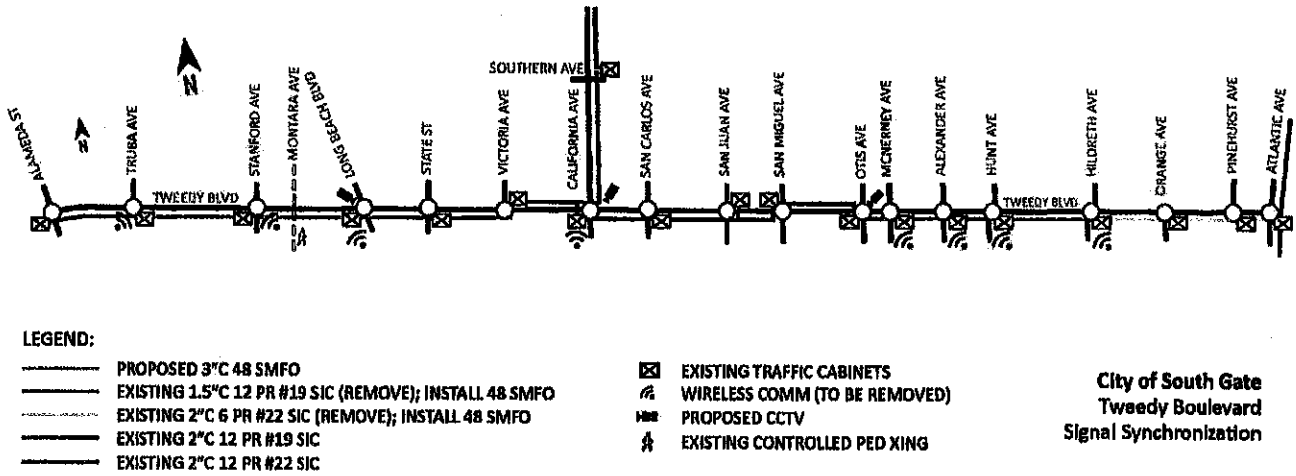 N
N
SOUTHERN AVE
ALAMEDA ST
TRUBA AVE
STANFORD AVE
MONTARA AVE
LONG BEACH BLVD
STATE ST
VICTORIA AVE
CALIFORNIA AVE
SAN CARLOS AVE
SAN JUAN AVE
SAN MIGUEL AVE
OTIS AVE
MCNERNEY AVE
ALEXANDER AVE
HUNT AVE
HILDRETH AVE
ORANGE AVE
PINEHURST AVE
ATLANTIC AVE
TWEEDY BLVD
TWEEDY BLVD
LEGEND:
PROPOSED 3"C 48 SMFO
EXISTING 1.5"C 12 PR #19 SIC (REMOVE); INSTALL 48 SMFO
EXISTING 2"C 6 PR #22 SIC (REMOVE); INSTALL 48 SMFO
EXISTING 2"C 12 PR #19 SIC
EXISTING 2"C 12 PR #22 SIC
EXISTING TRAFFIC CABINETS
WIRELESS COMM (TO BE REMOVED)
PROPOSED CCTV
EXISTING CONTROLLED PED XING
City of South Gate
Tweedy Boulevard
Signal Synchronization